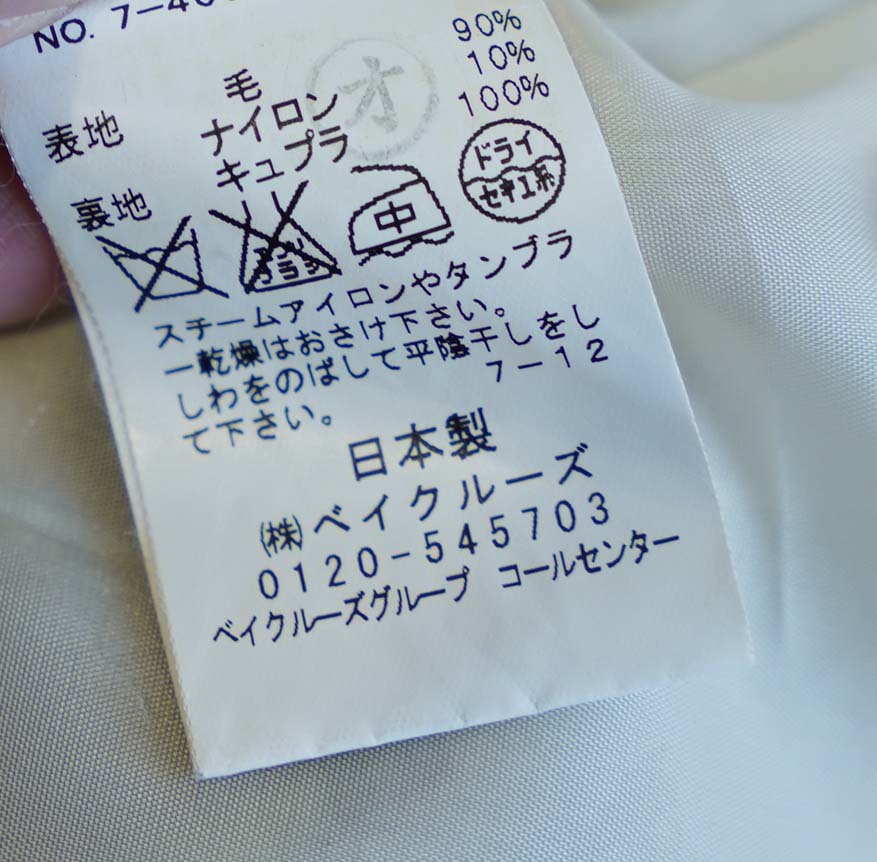 NO. 7-40
表地 毛 90%
ナイロン 10%
裏地 キュプラ 100%
オ
中
ドライ
セキユ系
スチームアイロンやタンブラ
ー乾燥はおさけ下さい。
しわをのばして平陰干しをし
て下さい。 7-12
日本製
(株)ベイクルーズ
0120-545703
ベイクルーズグループ コールセンター